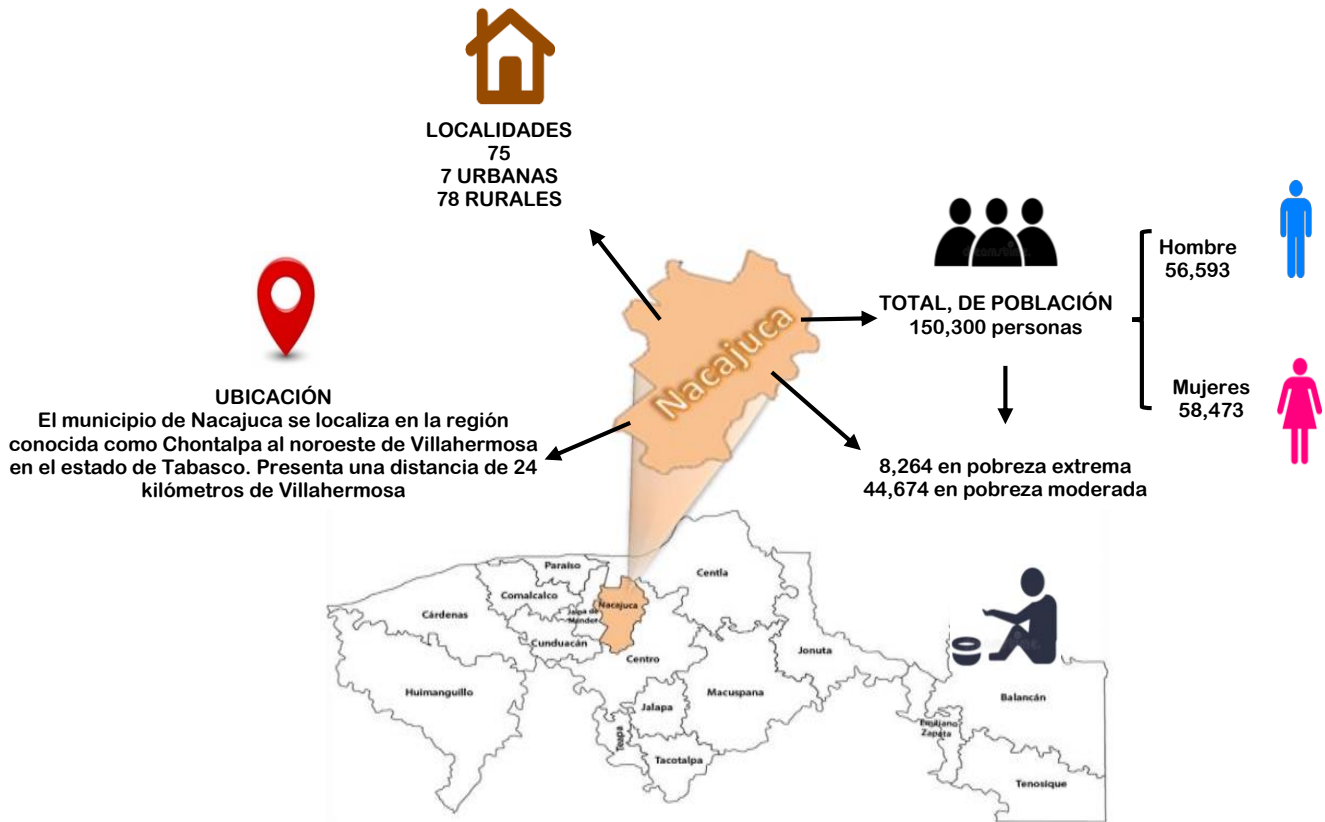 LOCALIDADES
75
7 URBANAS
78 RURALES
TOTAL, DE POBLACIÓN
150,300 personas
Hombre
56,593
Mujeres
58,473
8,264 en pobreza extrema
44,674 en pobreza moderada
UBICACIÓN
El municipio de Nacajuca se localiza en la región
conocida como Chontalpa al noroeste de Villahermosa
en el estado de Tabasco. Presenta una distancia de 24
kilómetros de Villahermosa
Nacajuca
Paraíso
Centla
Comalcalco
Nacajuca
Cárdenas
Jalpa de
Mendez
Cunduacán
Centro
Jonuta
Huimanguillo
Macuspana
Balancán
Jalapa
Emiliano
Zapata
Teapa
Tacotalpa
Tenosique